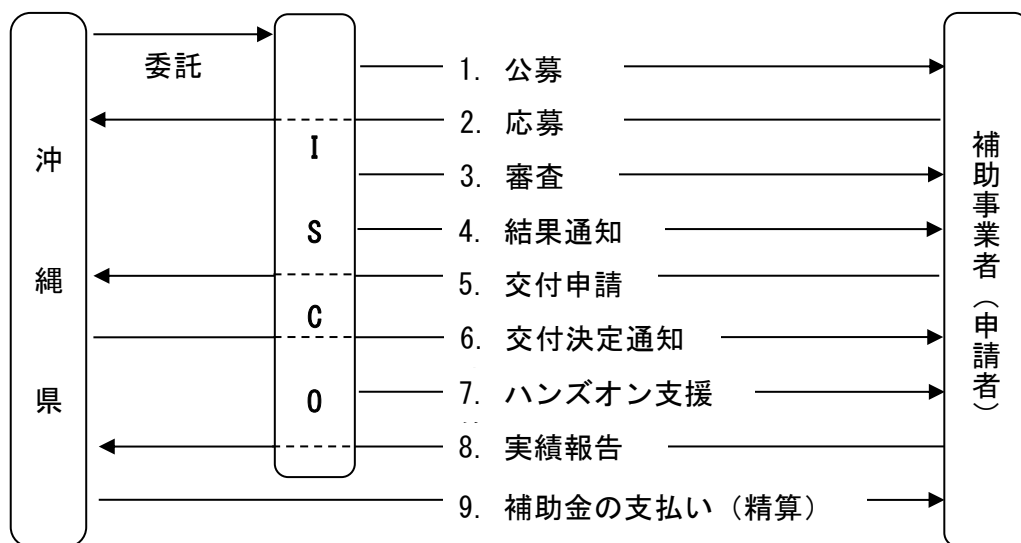 沖縄県
委託
ISCO
1. 公募
2. 応募
3. 審査
4. 結果通知
5. 交付申請
6. 交付決定通知
7. ハンズオン支援
8. 実績報告
9. 補助金の支払い（精算）
補助事業者（申請者）